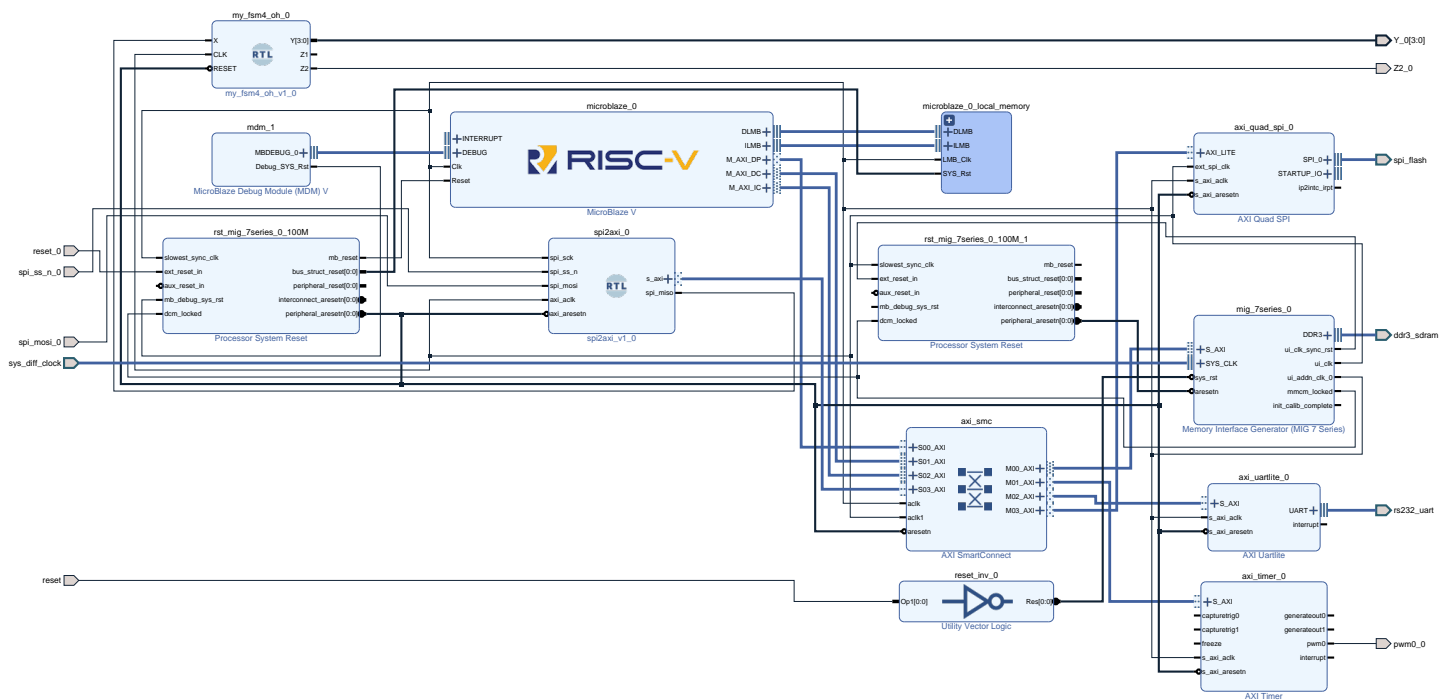 my_fsm4_oh_0
X
CLK
RESET
RTL
Y[3:0]
Z1
Z2
my_fsm4_oh_v1_0
Y_0[3:0]
Z2_0
mdm_1
MBDEBUG_0
Debug_SYS_Rst
MicroBlaze Debug Module (MDM) V
microblaze_0
INTERRUPT
DEBUG
Clk
Reset
RISC-V
DLMB
ILMB
M_AXI_DP
M_AXI_DC
M_AXI_IC
MicroBlaze V
microblaze_0_local_memory
DLMB
ILMB
LMB_Clk
SYS_Rst
axi_quad_spi_0
AXI_LITE
ext_spi_clk
s_axi_aclk
s_axi_aresetn
SPI_0
STARTUP_IO
ip2intc_irpt
AXI Quad SPI
spi_flash
reset_0
spi_ss_n_0
spi_mosi_0
sys_diff_clock
rst_mig_7series_0_100M
slowest_sync_clk
ext_reset_in
aux_reset_in
mb_debug_sys_rst
dcm_locked
mb_reset
bus_struct_reset[0:0]
peripheral_reset[0:0]
interconnect_aresetn[0:0]
peripheral_aresetn[0:0]
Processor System Reset
spi2axi_0
spi_sck
spi_ss_n
spi_mosi
axi_aclk
axi_aresetn
RTL
s_axi
spi_miso
spi2axi_v1_0
rst_mig_7series_0_100M_1
slowest_sync_clk
ext_reset_in
aux_reset_in
mb_debug_sys_rst
dcm_locked
mb_reset
bus_struct_reset[0:0]
peripheral_reset[0:0]
interconnect_aresetn[0:0]
peripheral_aresetn[0:0]
Processor System Reset
mig_7series_0
S_AXI
SYS_CLK
sys_rst
aresetn
DDR3
ui_clk_sync_rst
ui_clk
ui_addn_clk_0
mmcm_locked
init_calib_complete
Memory Interface Generator (MIG 7 Series)
ddr3_sdram
axi_smc
S00_AXI
S01_AXI
S02_AXI
S03_AXI
aclk
aclk1
aresetn
M00_AXI
M01_AXI
M02_AXI
M03_AXI
AXI SmartConnect
axi_uartlite_0
S_AXI
s_axi_aclk
s_axi_aresetn
UART
interrupt
AXI Uartlite
rs232_uart
reset
reset_inv_0
Op1[0:0]
Res[0:0]
Utility Vector Logic
axi_timer_0
S_AXI
capturetrig0
capturetrig1
freeze
s_axi_aclk
s_axi_aresetn
generateout0
generateout1
pwm0
interrupt
AXI Timer
pwm0_0